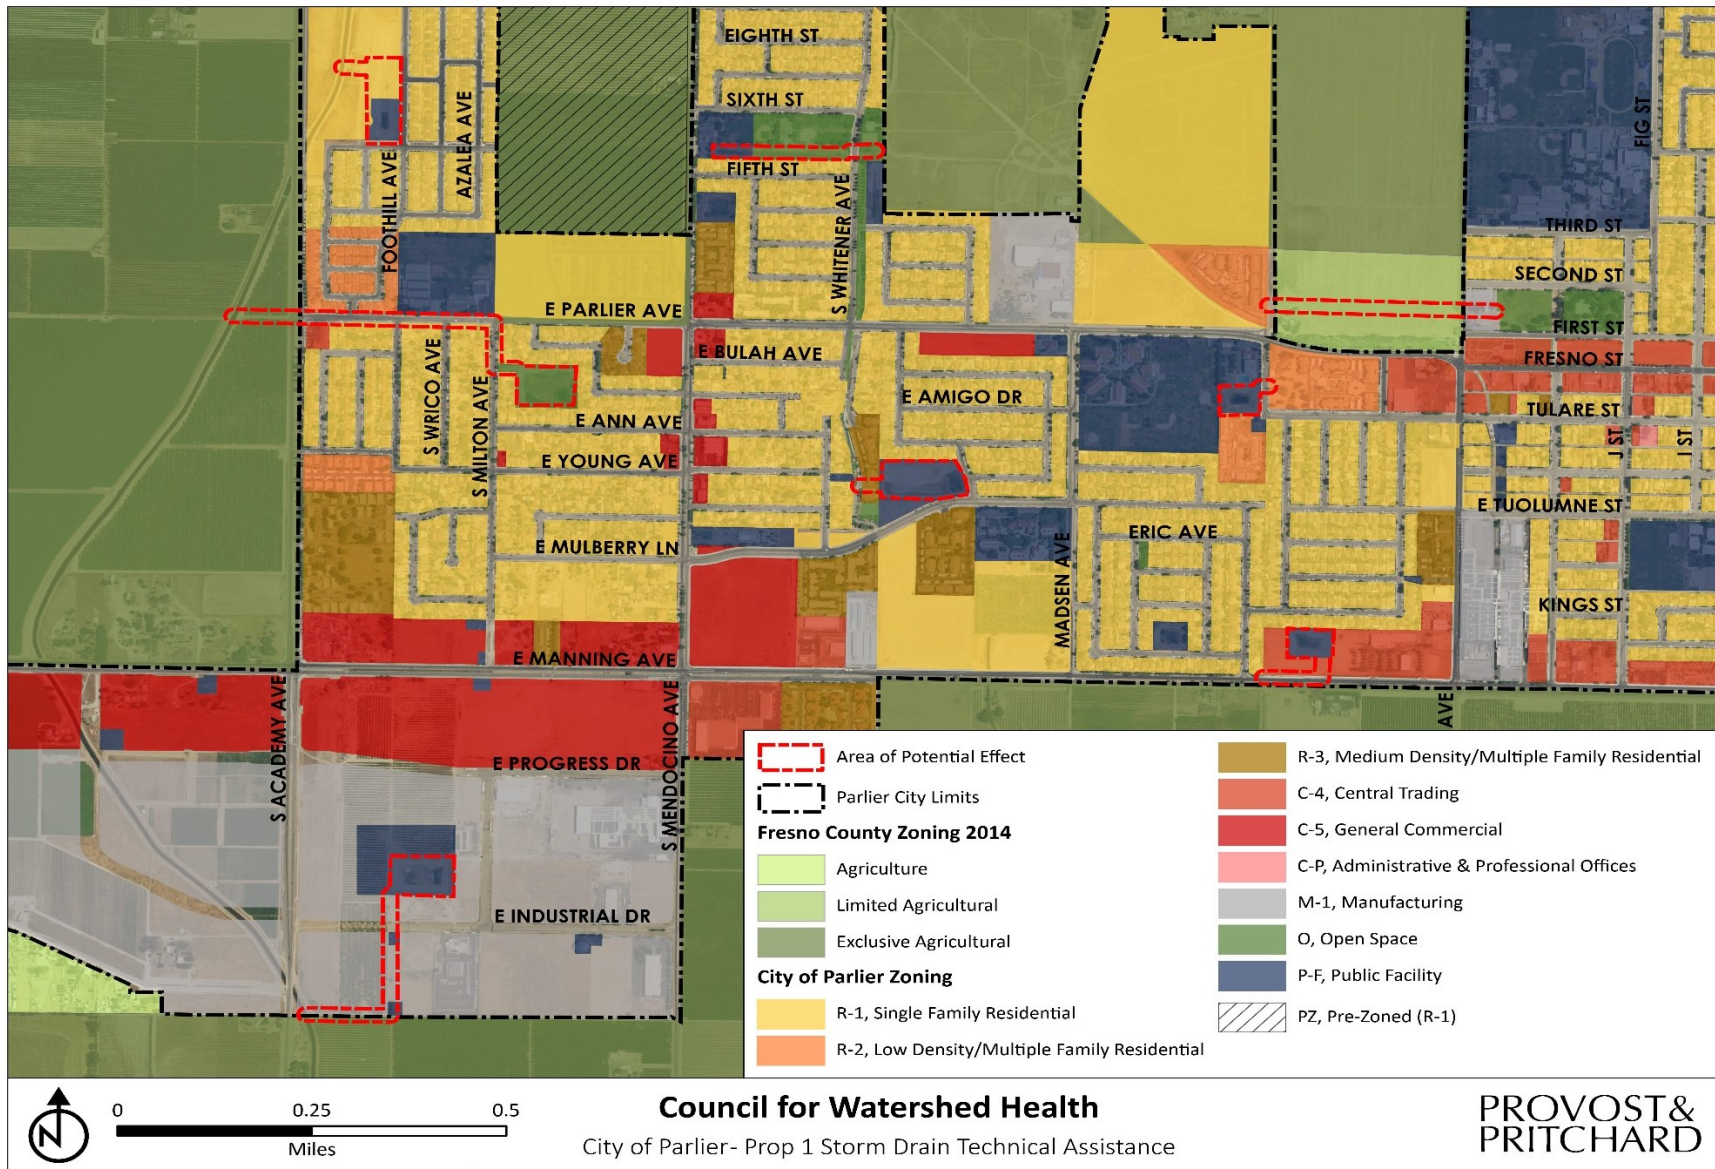 EIGHTH ST
SIXTH ST
FIFTH ST
FIG ST
AZALEA AVE
FOOTHILL AVE
S WHITENER AVE
THIRD ST
SECOND ST
FIRST ST
E PARLIER AVE
E BULAH AVE
FRESNO ST
S WRICO AVE
S MILTON AVE
E ANN AVE
E AMIGO DR
TULARE ST
J ST
I ST
E YOUNG AVE
E TUOLUMNE ST
E MULBERRY LN
ERIC AVE
MADSEN AVE
KINGS ST
E MANNING AVE
S ACADEMY AVE
S MENDOCINO AVE
AVE
E PROGRESS DR
E INDUSTRIAL DR
Area of Potential Effect
Parlier City Limits
Fresno County Zoning 2014
Agriculture
Limited Agricultural
Exclusive Agricultural
City of Parlier Zoning
R-1, Single Family Residential
R-2, Low Density/Multiple Family Residential
R-3, Medium Density/Multiple Family Residential
C-4, Central Trading
C-5, General Commercial
C-P, Administrative & Professional Offices
M-1, Manufacturing
O, Open Space
P-F, Public Facility
PZ, Pre-Zoned (R-1)
N
0 0.25 0.5
Miles
Council for Watershed Health
City of Parlier- Prop 1 Storm Drain Technical Assistance
PROVOST&
PRITCHARD